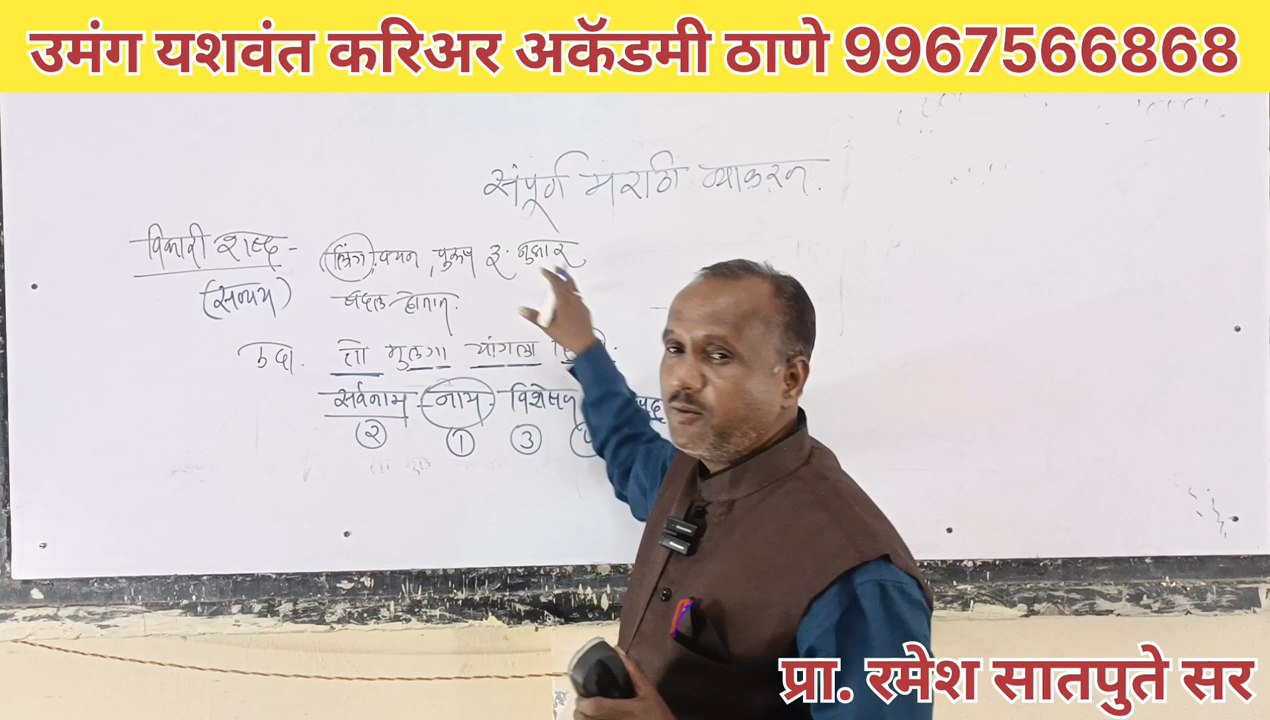 उमंग यशवंत करिअर अकॅडमी ठाणे 9967566868
संपूर्ण मराठी व्याकरन.
विकारी शब्द - लिंग, वचन, पुरुष इ. नुसार
(सव्यय) बदल होतात.
उदा. तो मुलगा चांगला
सर्वनाम नाम विशेषण
② ① ③
प्रा. रमेश सातपुते सर